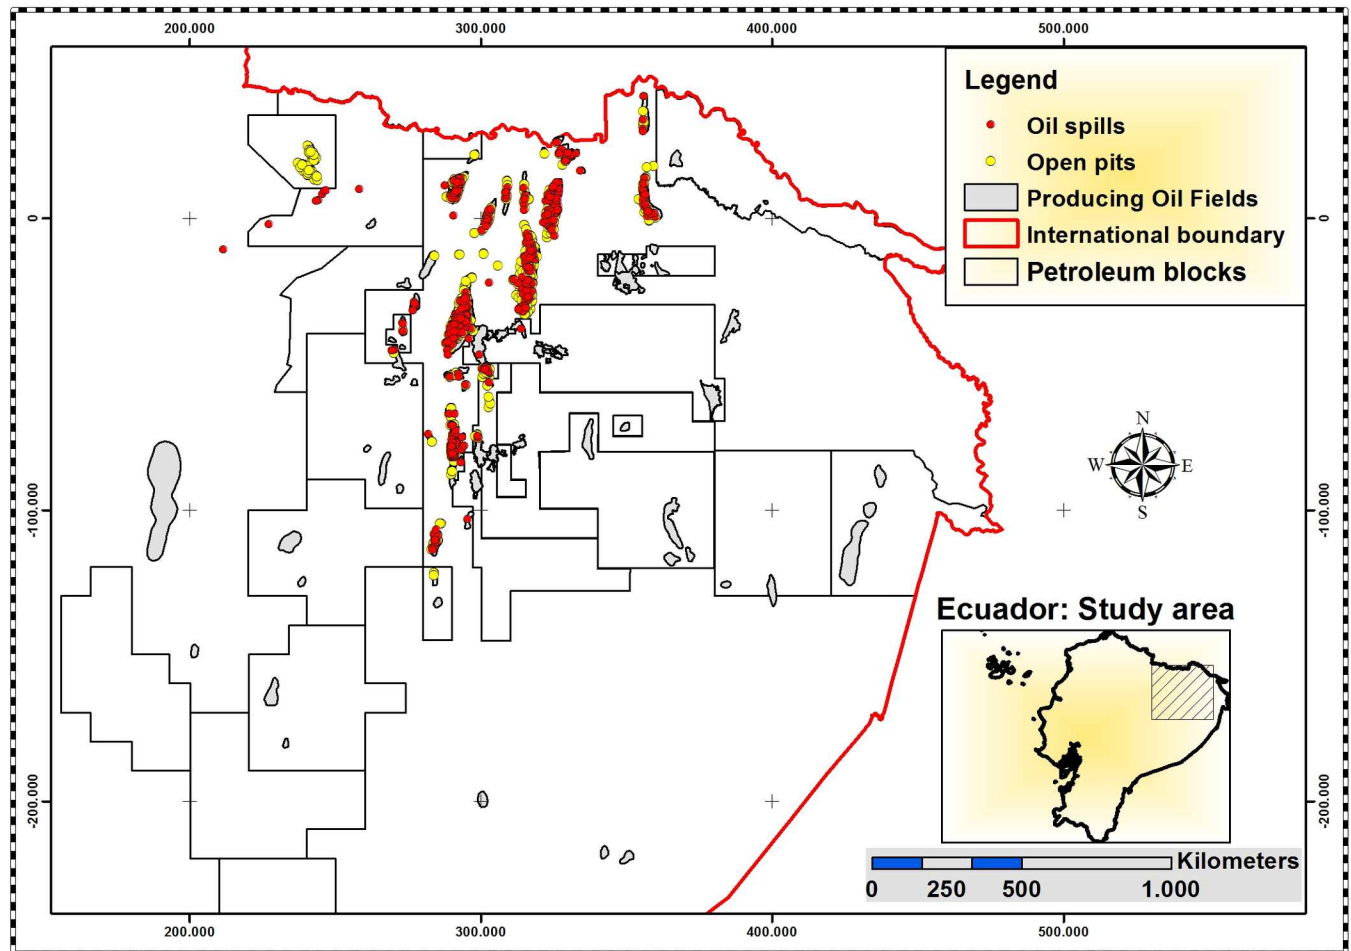 200.000 300.000 400.000 500.000
Legend
Oil spills
Open pits
Producing Oil Fields
International boundary
Petroleum blocks
0 0
-100.000 -100.000
-200.000 -200.000
N
W E
S
Ecuador: Study area
Kilometers
0 250 500 1.000
200.000 300.000 400.000 500.000